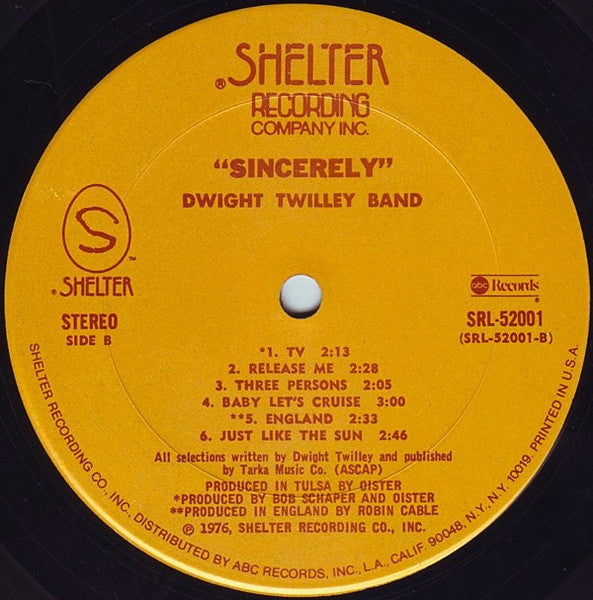 ® SHELTER
RECORDING
COMPANY INC.
"SINCERELY"
DWIGHT TWILLEY BAND
S
™
® SHELTER
abc Records
®
STEREO
SIDE B
SRL-52001
(SRL-52001-B)
*1. TV 2:13
2. RELEASE ME 2:28
3. THREE PERSONS 2:05
4. BABY LET'S CRUISE 3:00
**5. ENGLAND 2:33
6. JUST LIKE THE SUN 2:46
All selections written by Dwight Twilley and published
by Tarka Music Co. (ASCAP)
PRODUCED IN TULSA BY OISTER
*PRODUCED BY BOB SCHAPER AND OISTER
**PRODUCED IN ENGLAND BY ROBIN CABLE
℗ 1976, SHELTER RECORDING CO., INC.
SHELTER RECORDING CO., INC., DISTRIBUTED BY ABC RECORDS, INC., L.A., CALIF. 90048, N.Y., N.Y. 10019. PRINTED IN U.S.A.